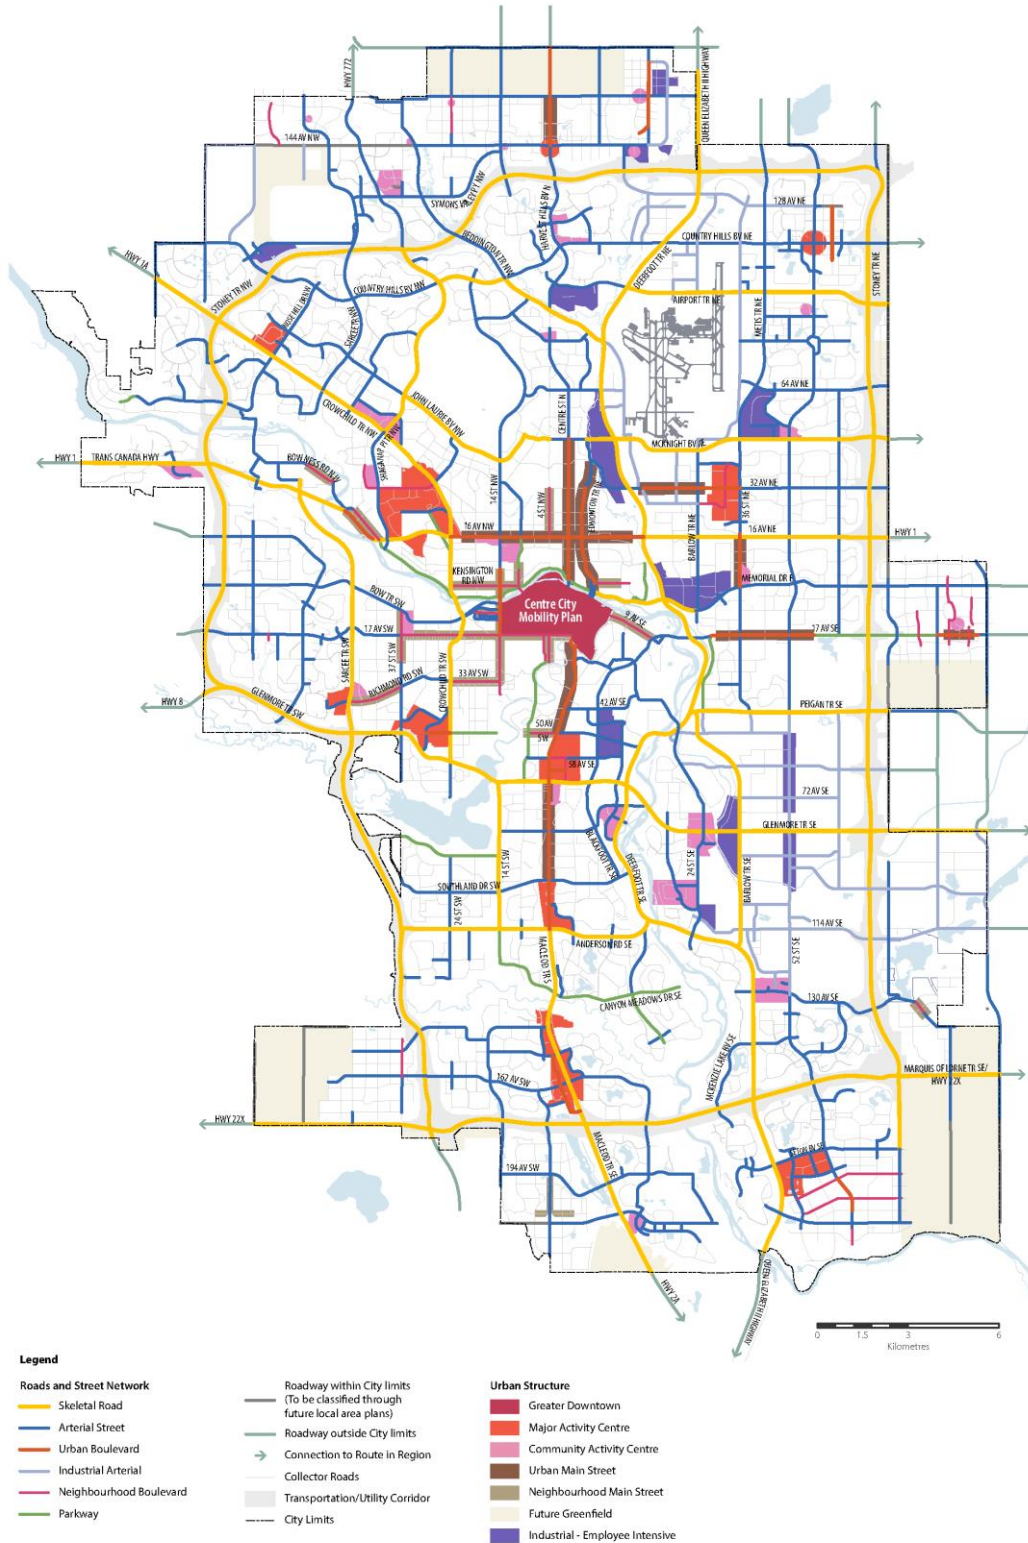 HWY 772
QUEEN ELIZABETH II HIGHWAY
144 AV NW
SYMONS VALLEY PY NW
HARVEST HILLS BV N
128 AV NE
HWY 1A
BEDDINGTON TR NW
COUNTRY HILLS BV NE
DEERFOOT TR NE
STONEY TR NE
STONEY TR NW
COUNTRY HILLS BV NW
AIRPORT TR NE
METIS TR NE
SARCEE TR NW
64 AV NE
JOHN LAURIE BV NW
CROWCHILD TR NW
CENTRE ST N
MCKNIGHT BV NE
SHAGANAPPI TR NW
HWY 1
TRANS CANADA HWY
BOWNESS RD NW
14 ST NW
4 ST NW
EDMONTON TR NE
32 AV NE
36 ST NE
BARLOW TR NE
16 AV NW
16 AV NE
HWY 1
KENSINGTON
RD NW
MEMORIAL DR E
BOW TR SW
Centre City
Mobility Plan
9 AV SE
17 AV SW
17 AV SE
37 ST SW
SARCEE TR SW
RICHMOND RD SW
33 AV SW
CROWCHILD TR SW
HWY 8
GLENMORE TR SW
42 AV SE
PEIGAN TR SE
50 AV
SW
58 AV SE
72 AV SE
GLENMORE TR SE
14 ST SW
BLACKFOOT TR SE
DEERFOOT TR SE
24 ST SE
BARLOW TR SE
SOUTHLAND DR SW
24 ST SW
114 AV SE
ANDERSON RD SE
MACLEOD TR S
52 ST SE
CANYON MEADOWS DR SE
130 AV SE
MCKENZIE LAKE BV SE
162 AV SW
MARQUIS OF LORNE TR SE/
HWY 22X
HWY 22X
194 AV SW
MACLEOD TR SE
HWY 2A
QUEEN ELIZABETH II HIGHWAY
0
1.5
3
6
Kilometres
Legend
Roads and Street Network
Skeletal Road
Arterial Street
Urban Boulevard
Industrial Arterial
Neighbourhood Boulevard
Parkway
Roadway within City limits
(To be classified through
future local area plans)
Roadway outside City limits
Connection to Route in Region
Collector Roads
Transportation/Utility Corridor
City Limits
Urban Structure
Greater Downtown
Major Activity Centre
Community Activity Centre
Urban Main Street
Neighbourhood Main Street
Future Greenfield
Industrial - Employee Intensive